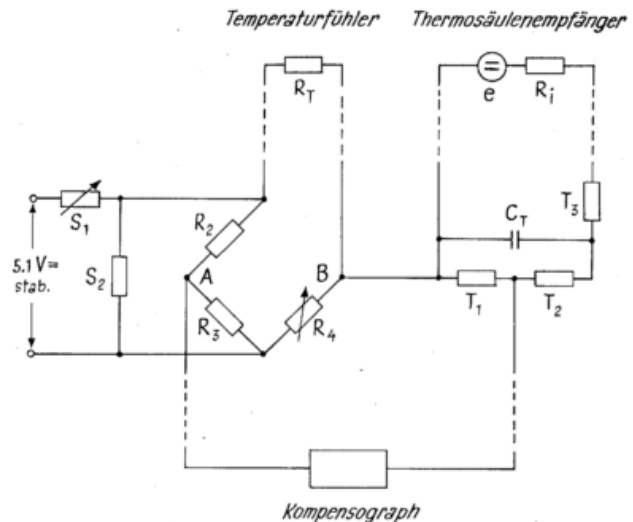 Temperaturfühler
Thermosäulenempfänger
R_T
e
R_i
S_1
R_2
C_T
T_3
5.1 V=
stab.
S_2
A
B
T_1
T_2
R_3
R_4
Kompensograph